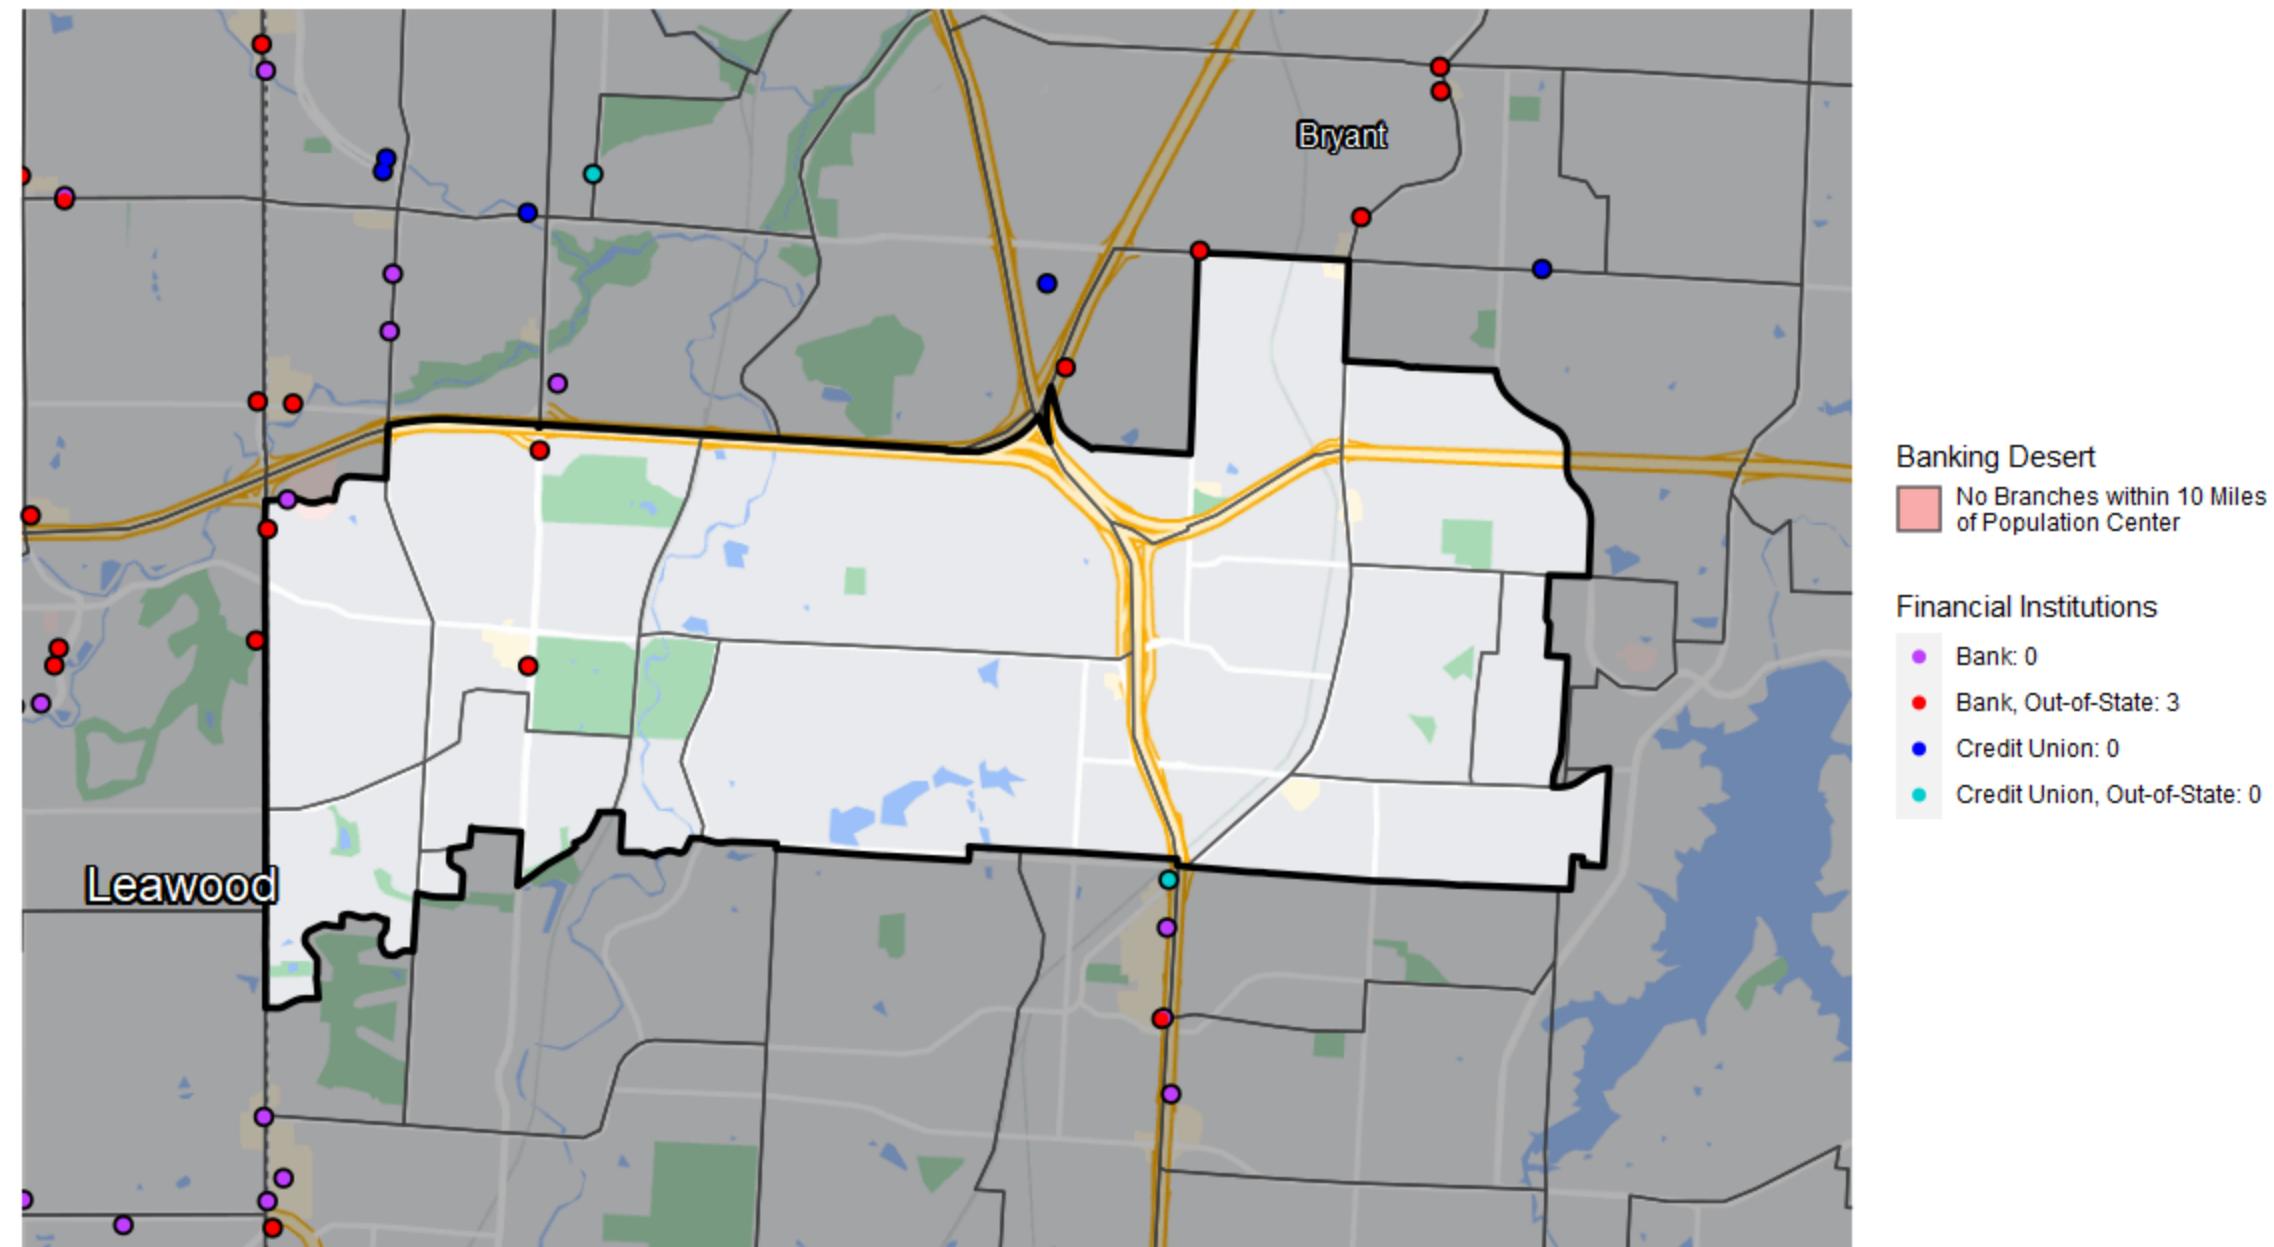 Bryant
Leawood
Banking Desert
No Branches within 10 Miles
of Population Center
Financial Institutions
Bank: 0
Bank, Out-of-State: 3
Credit Union: 0
Credit Union, Out-of-State: 0